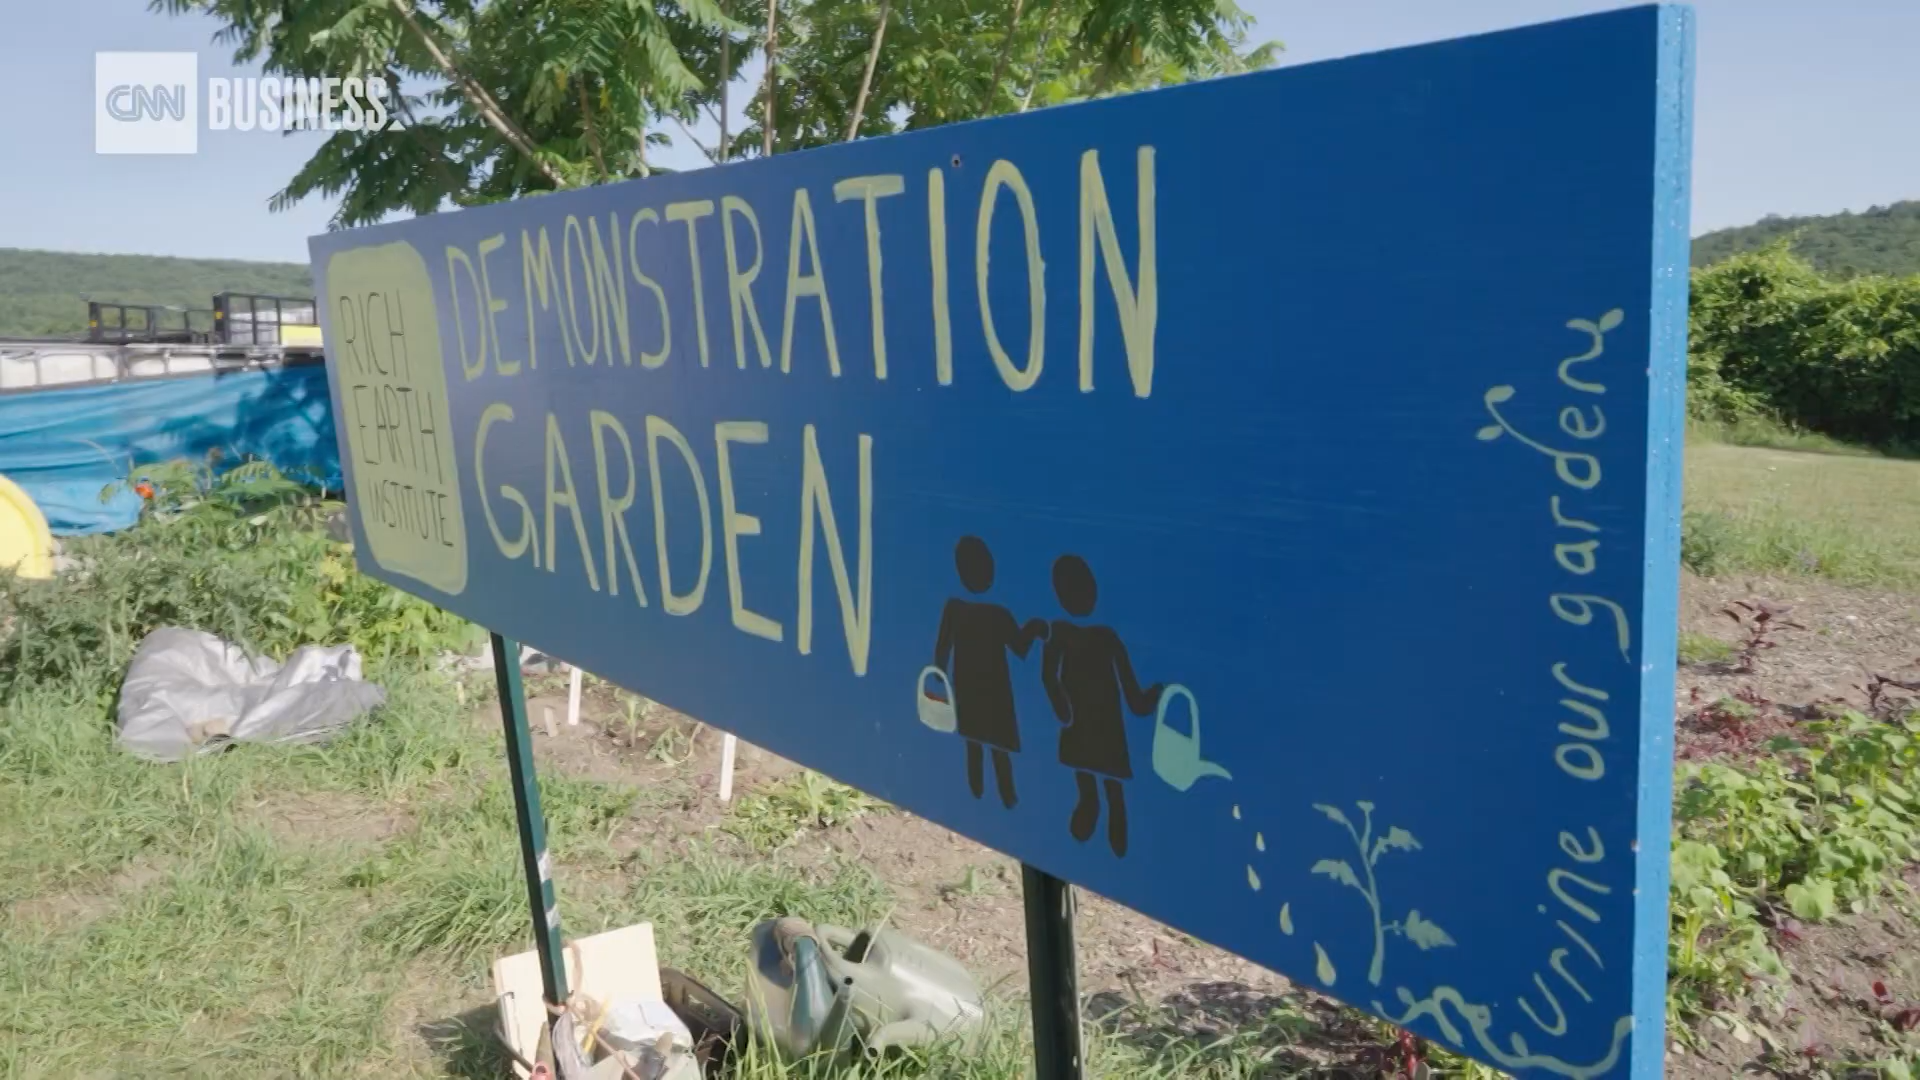 CNN BUSINESS
RICH
EARTH
INSTITUTE
DEMONSTRATION
GARDEN
urine our garden